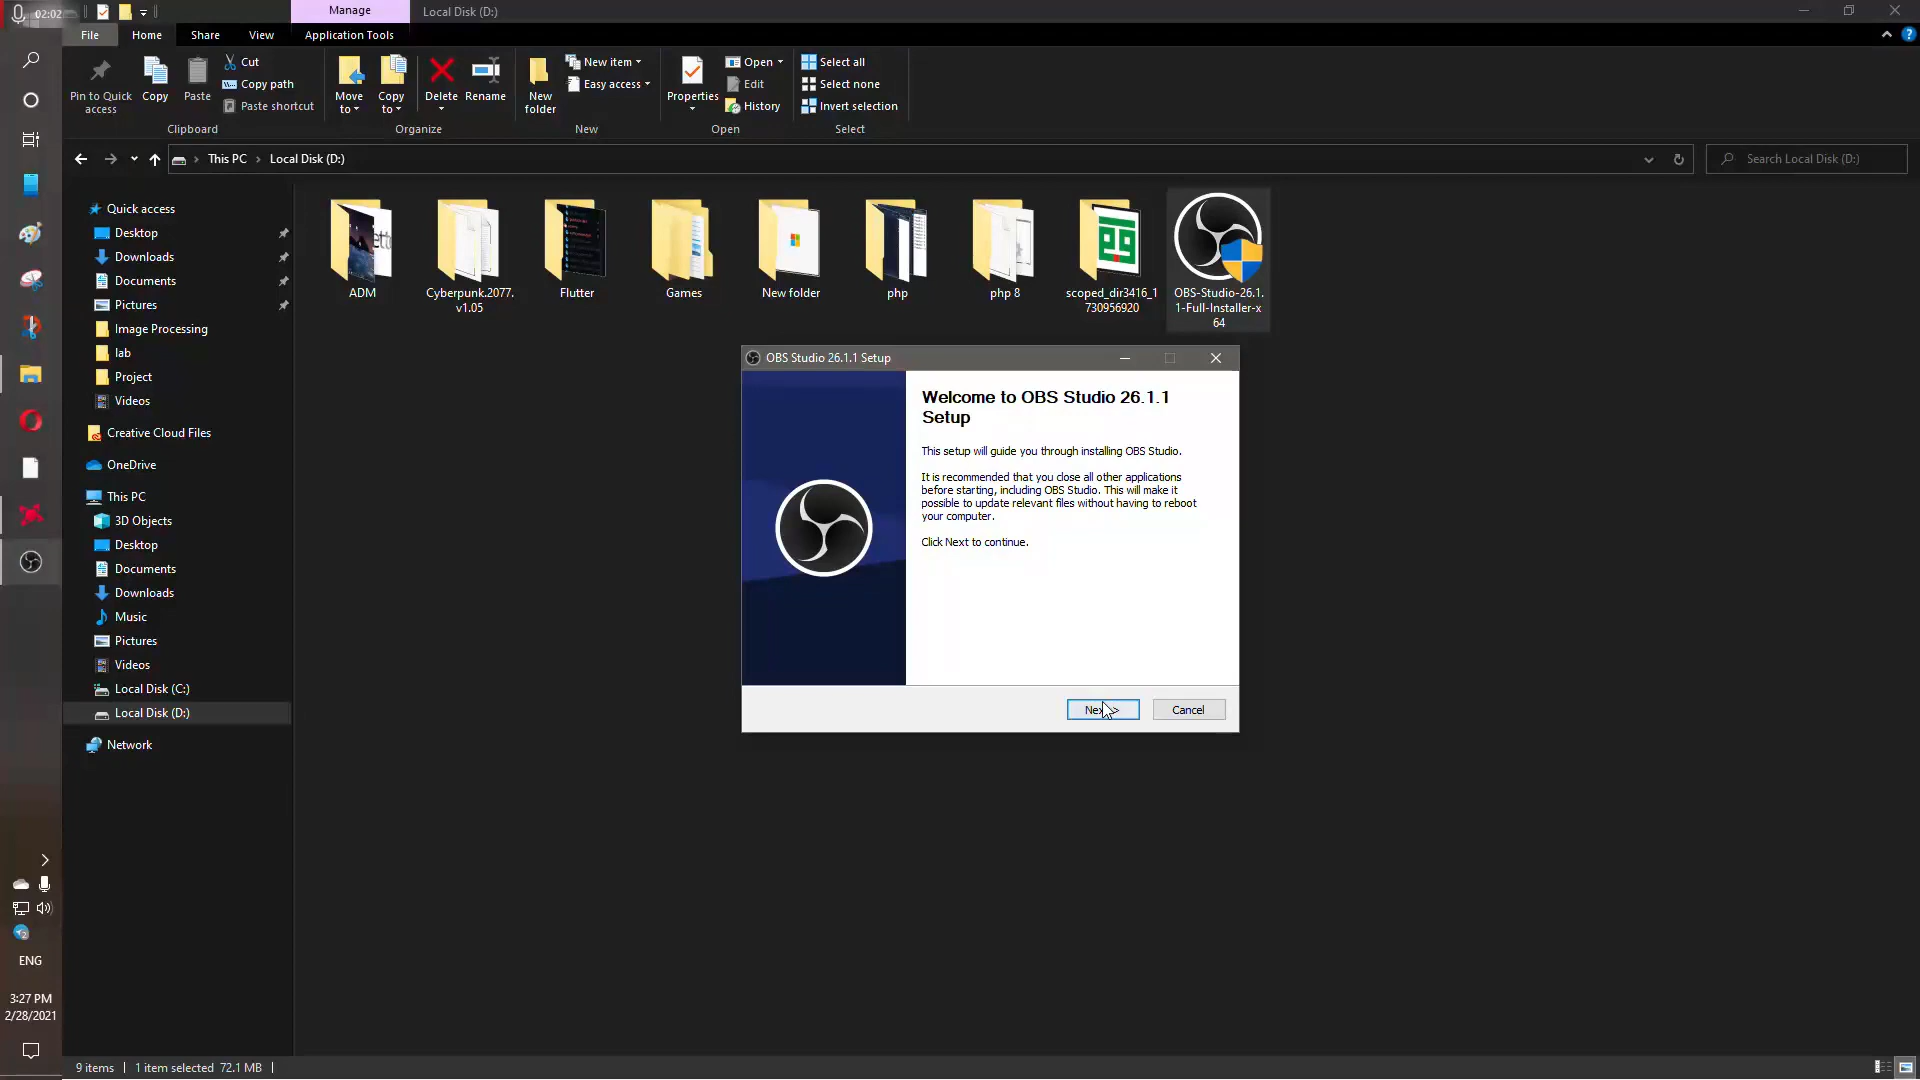 02:02
Manage
Local Disk (D:)
File
Home
Share
View
Application Tools
Pin to Quick
access
Copy
Paste
Cut
Copy path
Paste shortcut
Clipboard
Move
to
Copy
to
Delete
Rename
Organize
New
folder
New item
Easy access
New
Properties
Open
Edit
History
Open
Select all
Select none
Invert selection
Select
This PC
Local Disk (D:)
Search Local Disk (D:)
Quick access
Desktop
Downloads
Documents
Pictures
Image Processing
lab
Project
Videos
Creative Cloud Files
OneDrive
This PC
3D Objects
Desktop
Documents
Downloads
Music
Pictures
Videos
Local Disk (C:)
Local Disk (D:)
Network
ADM
Cyberpunk.2077.
v1.05
Flutter
Games
New folder
php
php 8
scoped_dir3416_1
730956920
OBS-Studio-26.1.
1-Full-Installer-x
64
OBS Studio 26.1.1 Setup
Welcome to OBS Studio 26.1.1
Setup
This setup will guide you through installing OBS Studio.
It is recommended that you close all other applications
before starting, including OBS Studio. This will make it
possible to update relevant files without having to reboot
your computer.
Click Next to continue.
Next >
Cancel
ENG
3:27 PM
2/28/2021
9 items
1 item selected 72.1 MB